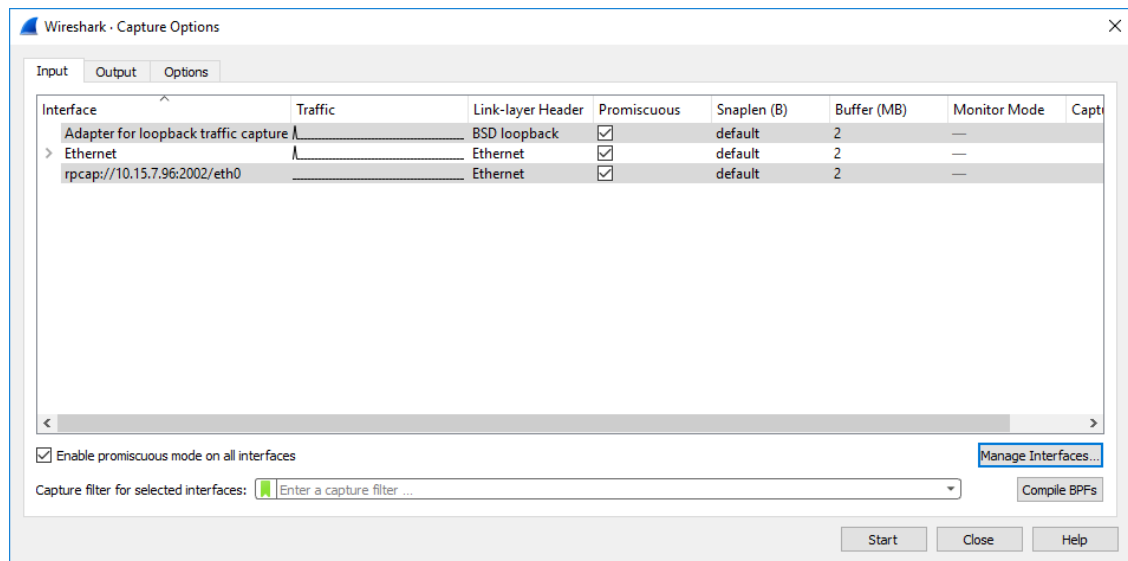 Wireshark · Capture Options
Input Output Options
Interface Traffic Link-layer Header Promiscuous Snaplen (B) Buffer (MB) Monitor Mode Captu
Adapter for loopback traffic capture BSD loopback default 2 —
Ethernet Ethernet default 2 —
rpcap://10.15.7.96:2002/eth0 Ethernet default 2 —
Enable promiscuous mode on all interfaces Manage Interfaces...
Capture filter for selected interfaces: Enter a capture filter ... Compile BPFs
Start Close Help